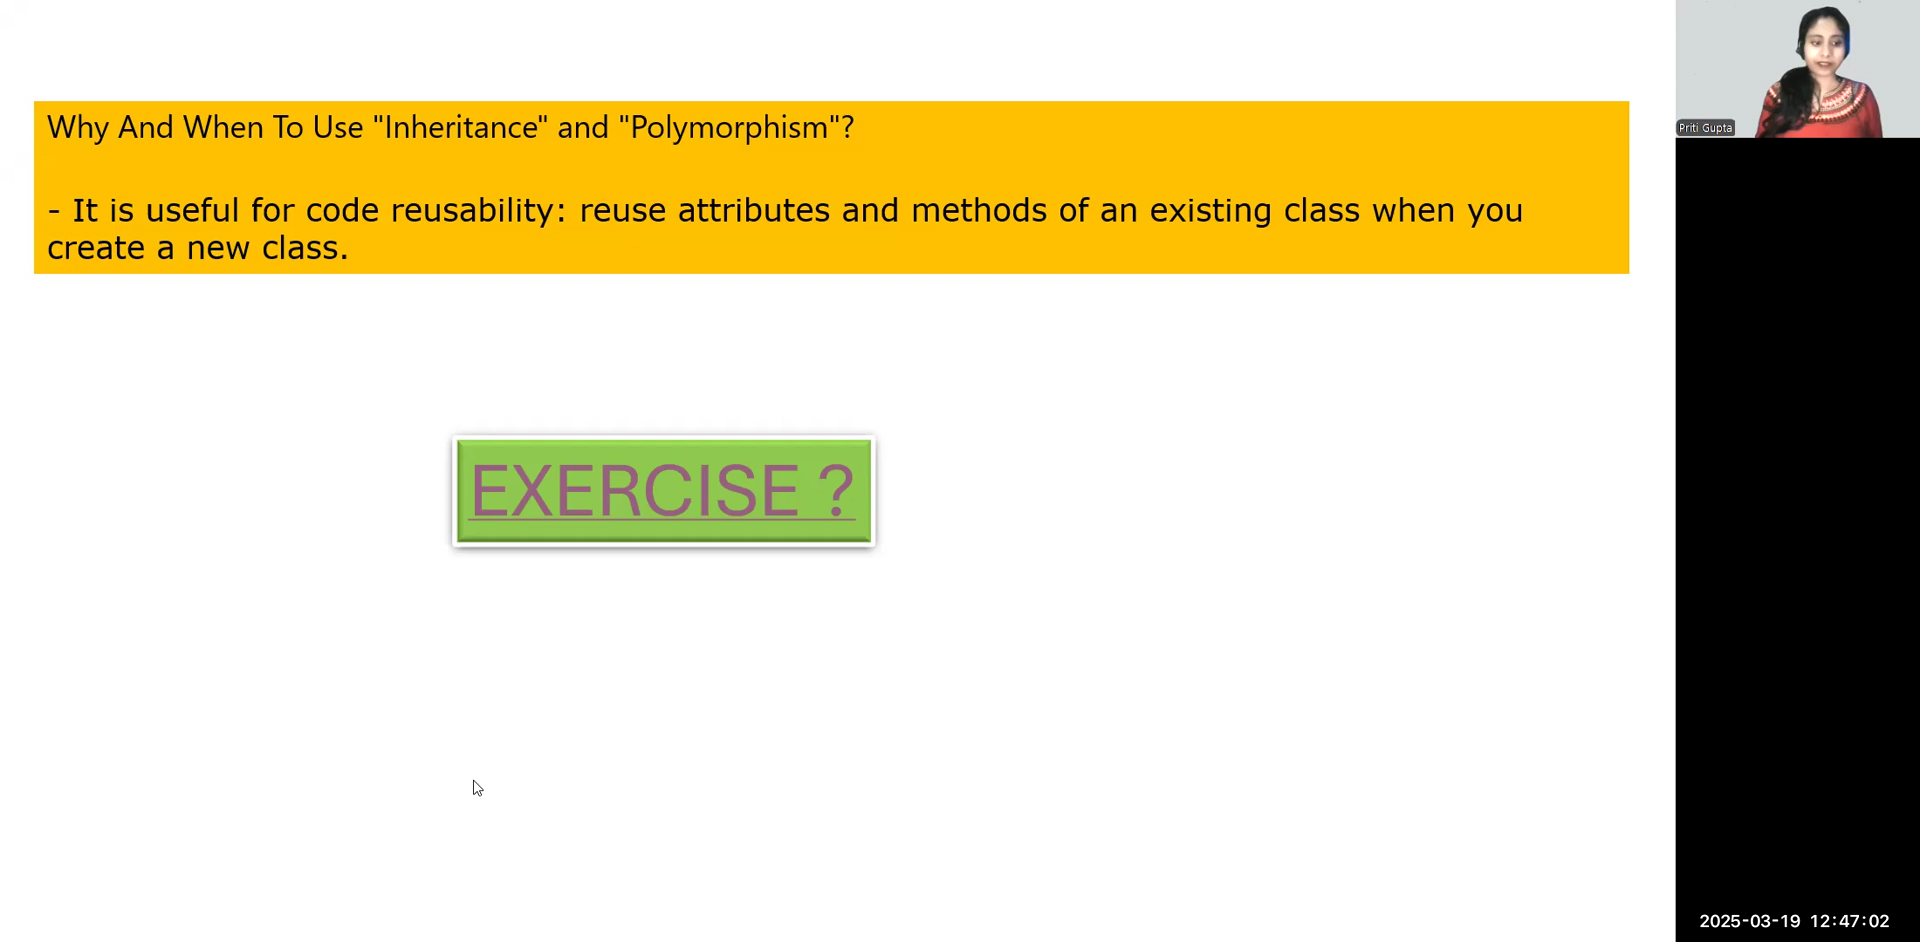 Why And When To Use "Inheritance" and "Polymorphism"?
- It is useful for code reusability: reuse attributes and methods of an existing class when you
create a new class.
EXERCISE ?
Priti Gupta
2025-03-19 12:47:02